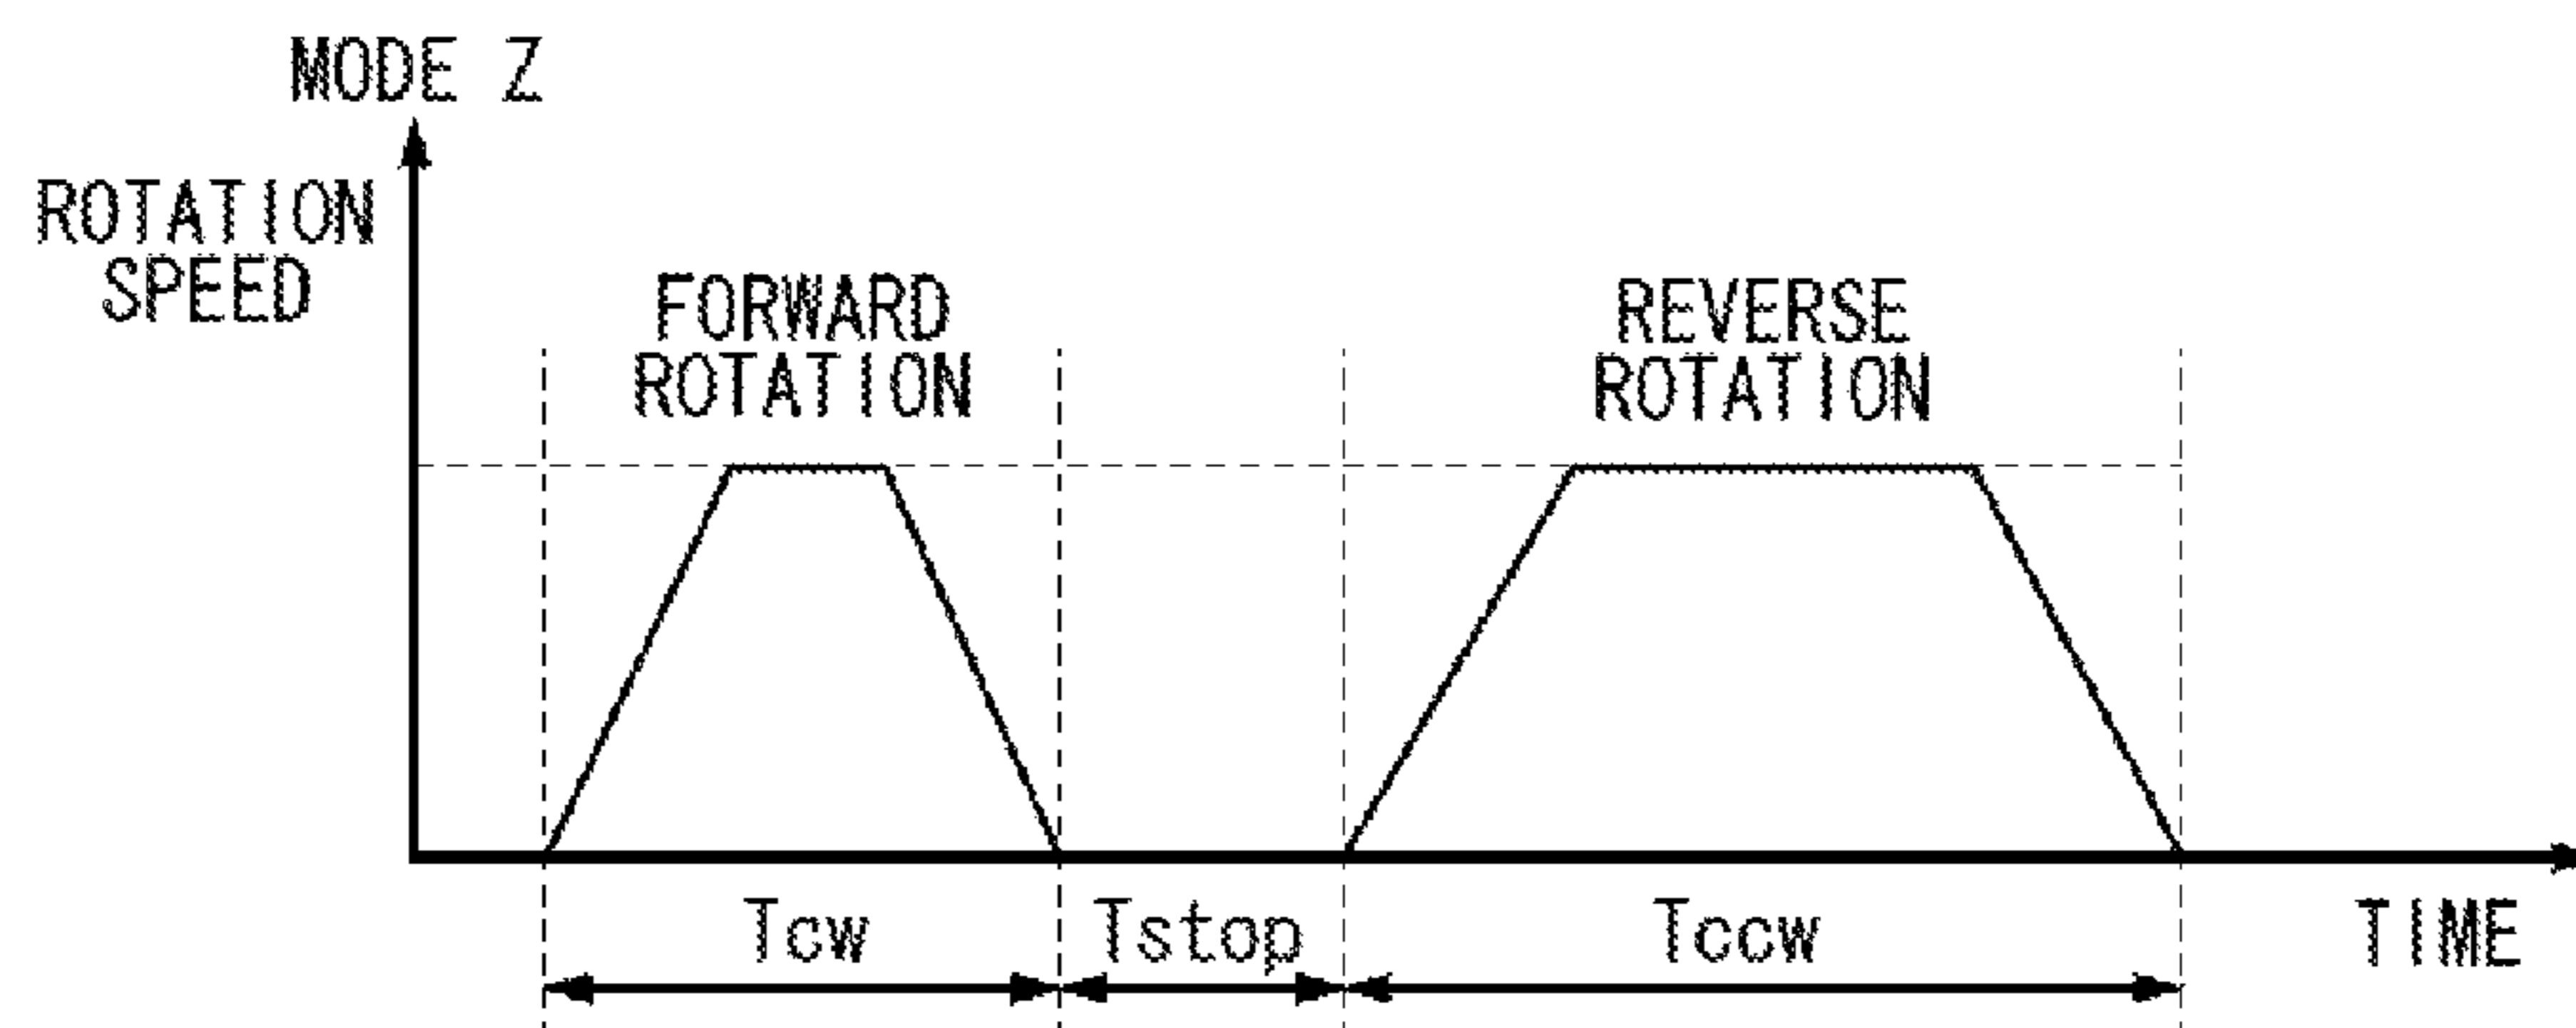 MODE Z
ROTATION
SPEED
FORWARD
ROTATION
REVERSE
ROTATION
Tcw
Tstop
Tccw
TIME